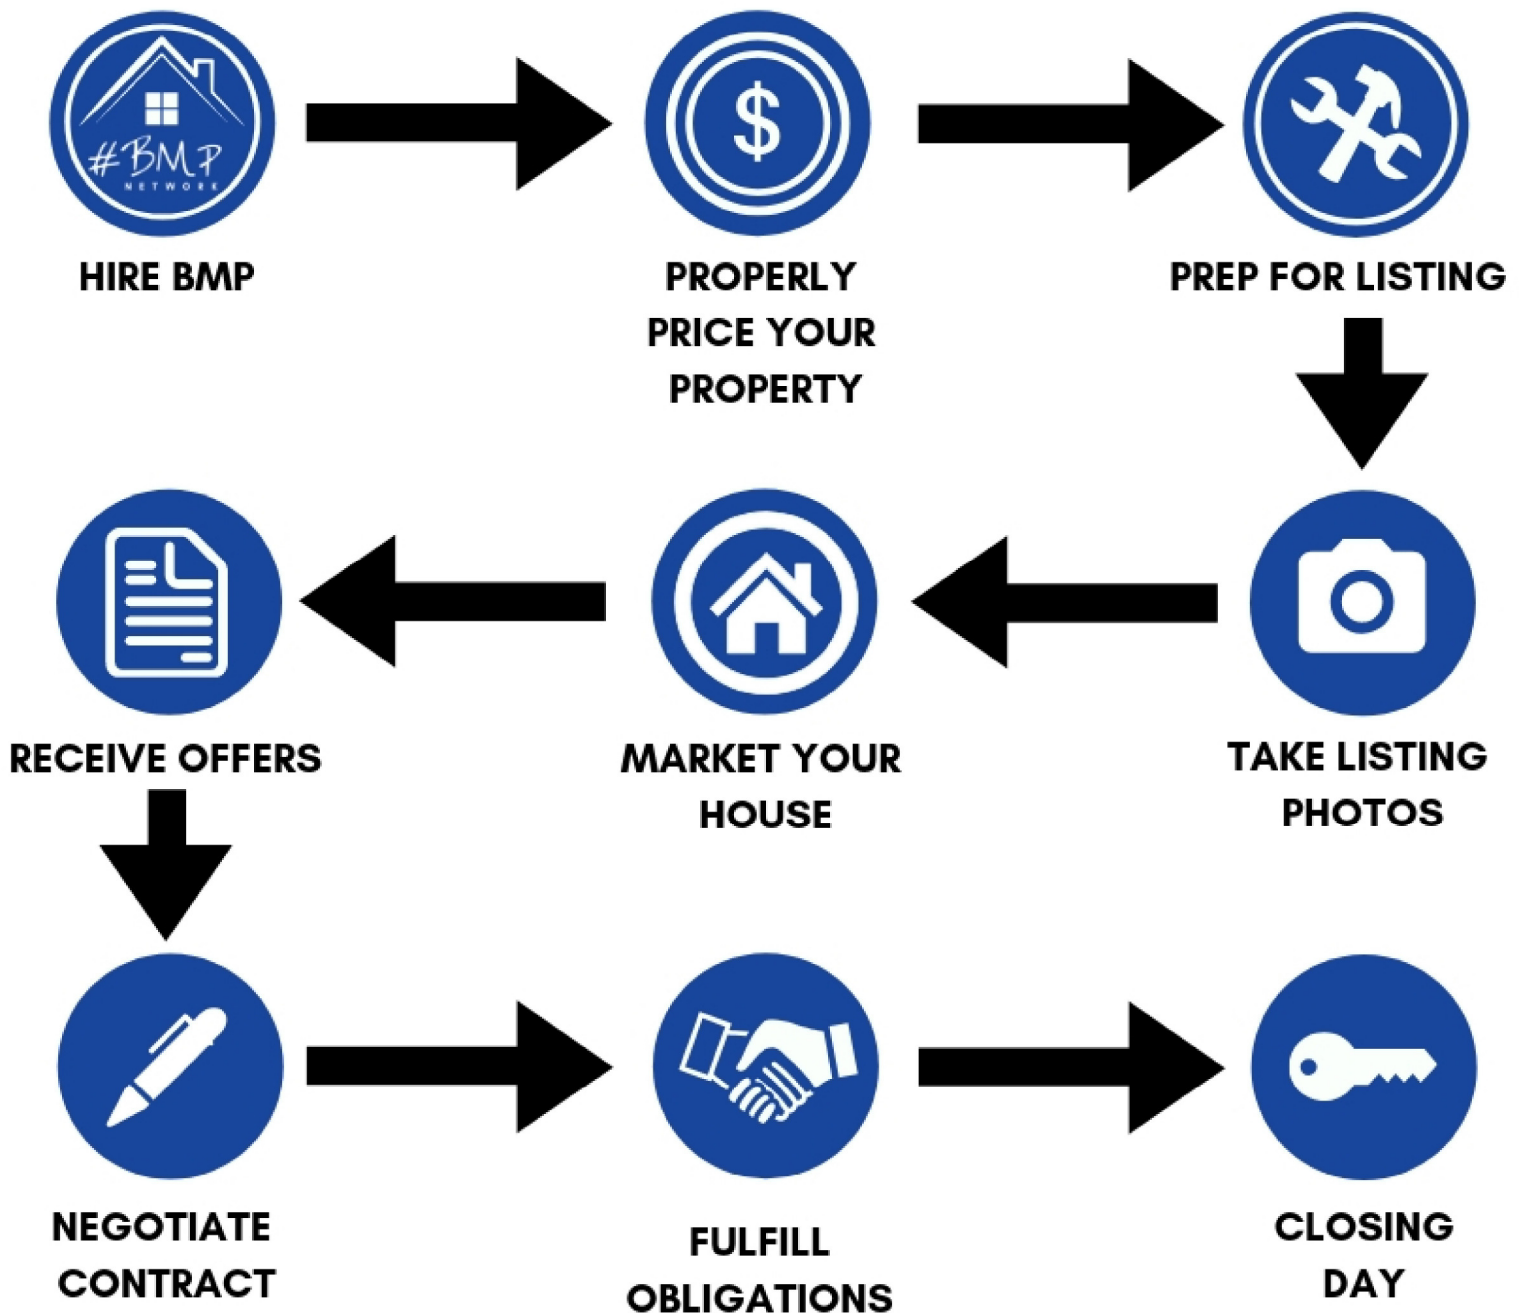 #BMP
NETWORK
HIRE BMP
$
PROPERLY
PRICE YOUR
PROPERTY
PREP FOR LISTING
TAKE LISTING
PHOTOS
MARKET YOUR
HOUSE
RECEIVE OFFERS
NEGOTIATE
CONTRACT
FULFILL
OBLIGATIONS
CLOSING
DAY